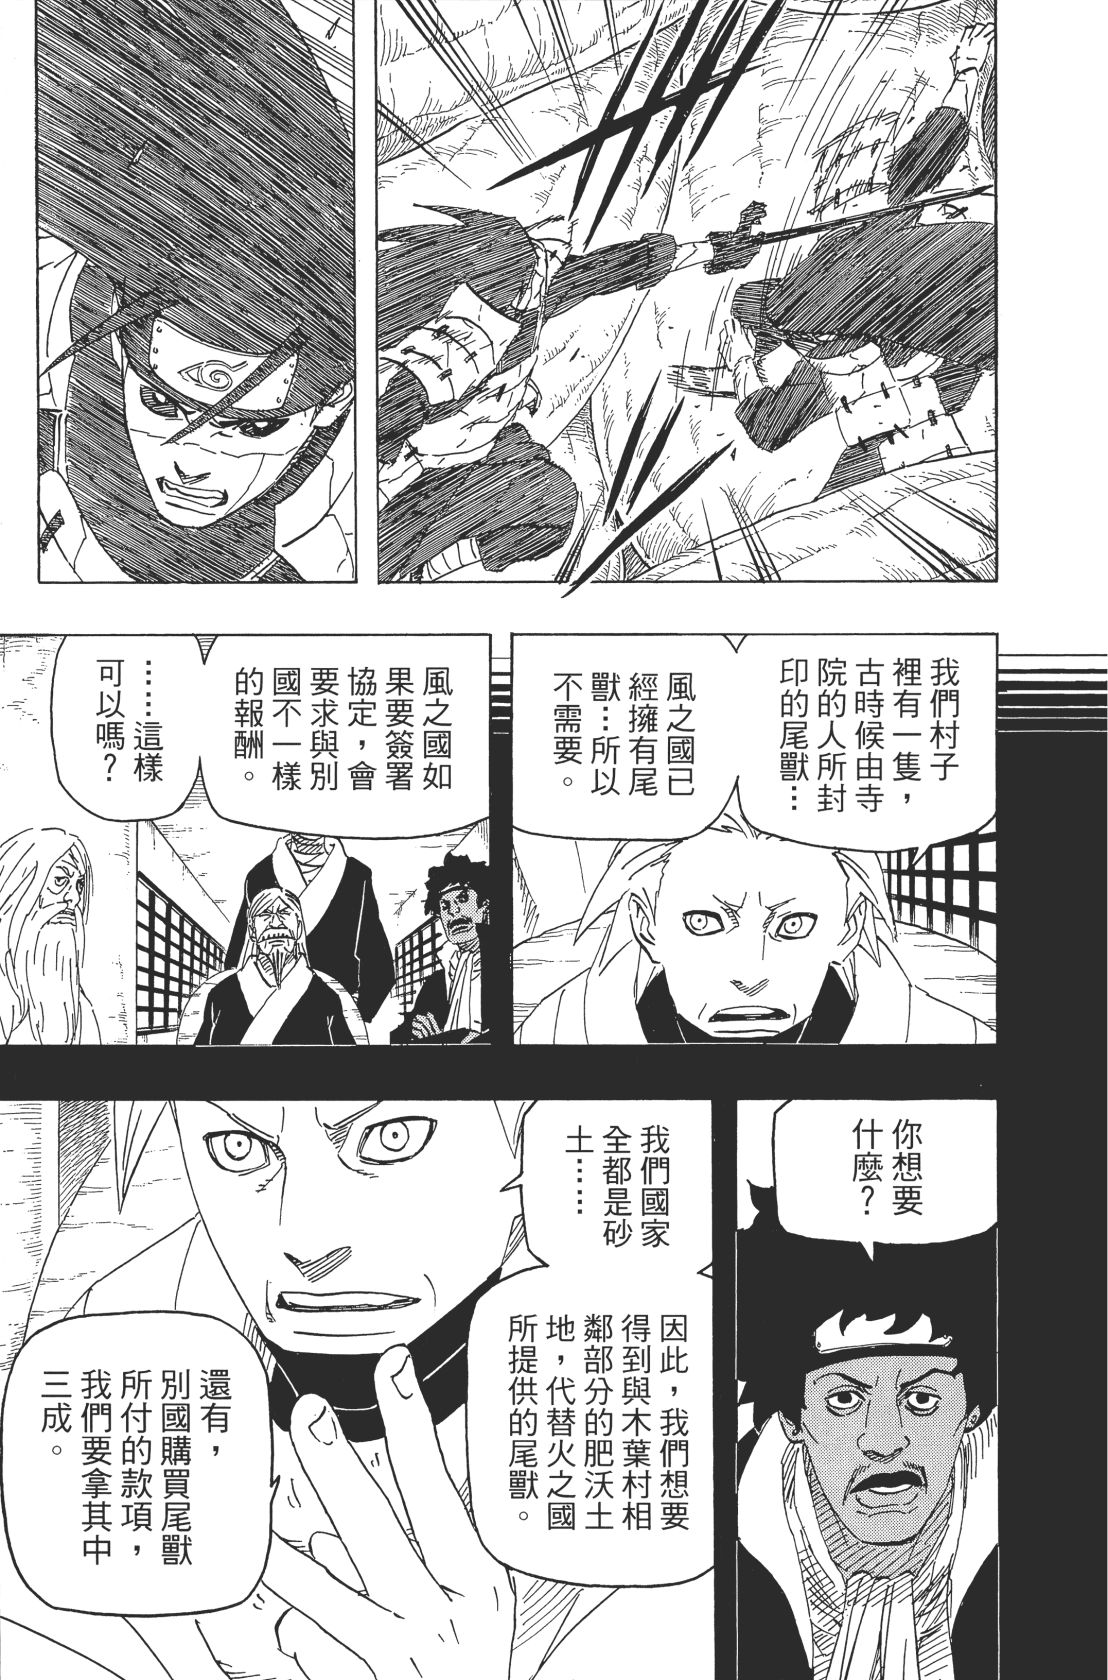 我們村子
裡有一隻，
古時候由寺
院的人所封
印的尾獸…
風之國已
經擁有尾
獸…所以
不需要。
風之國如
果要簽署
協定，會
要求與別
國不一樣
的報酬。
……這樣
可以嗎？
你想要
什麼？
我們國家
全都是砂
土……
因此，我們想要
得到與木葉村相
鄰部分的肥沃土
地，代替火之國
所提供的尾獸。
還有，
別國購買尾獸
所付的款項，
我們要拿其中
三成。